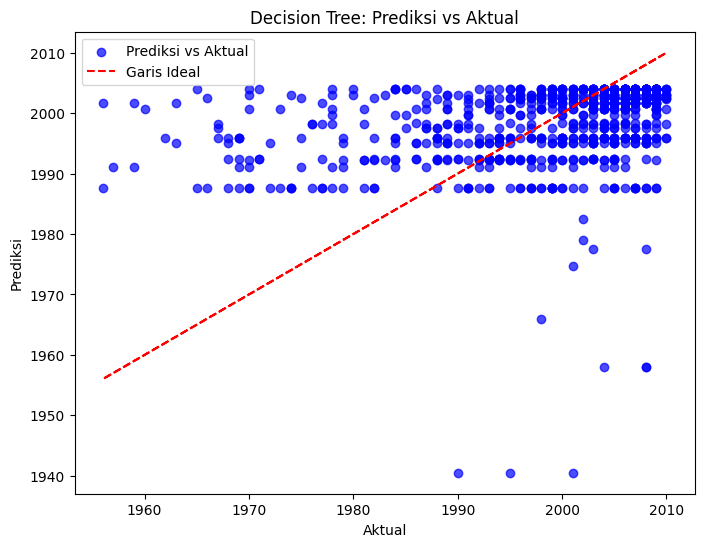 Decision Tree: Prediksi vs Aktual
Prediksi vs Aktual
Garis Ideal
2010
2000
1990
1980
1970
1960
1950
1940
Prediksi
1960
1970
1980
1990
2000
2010
Aktual